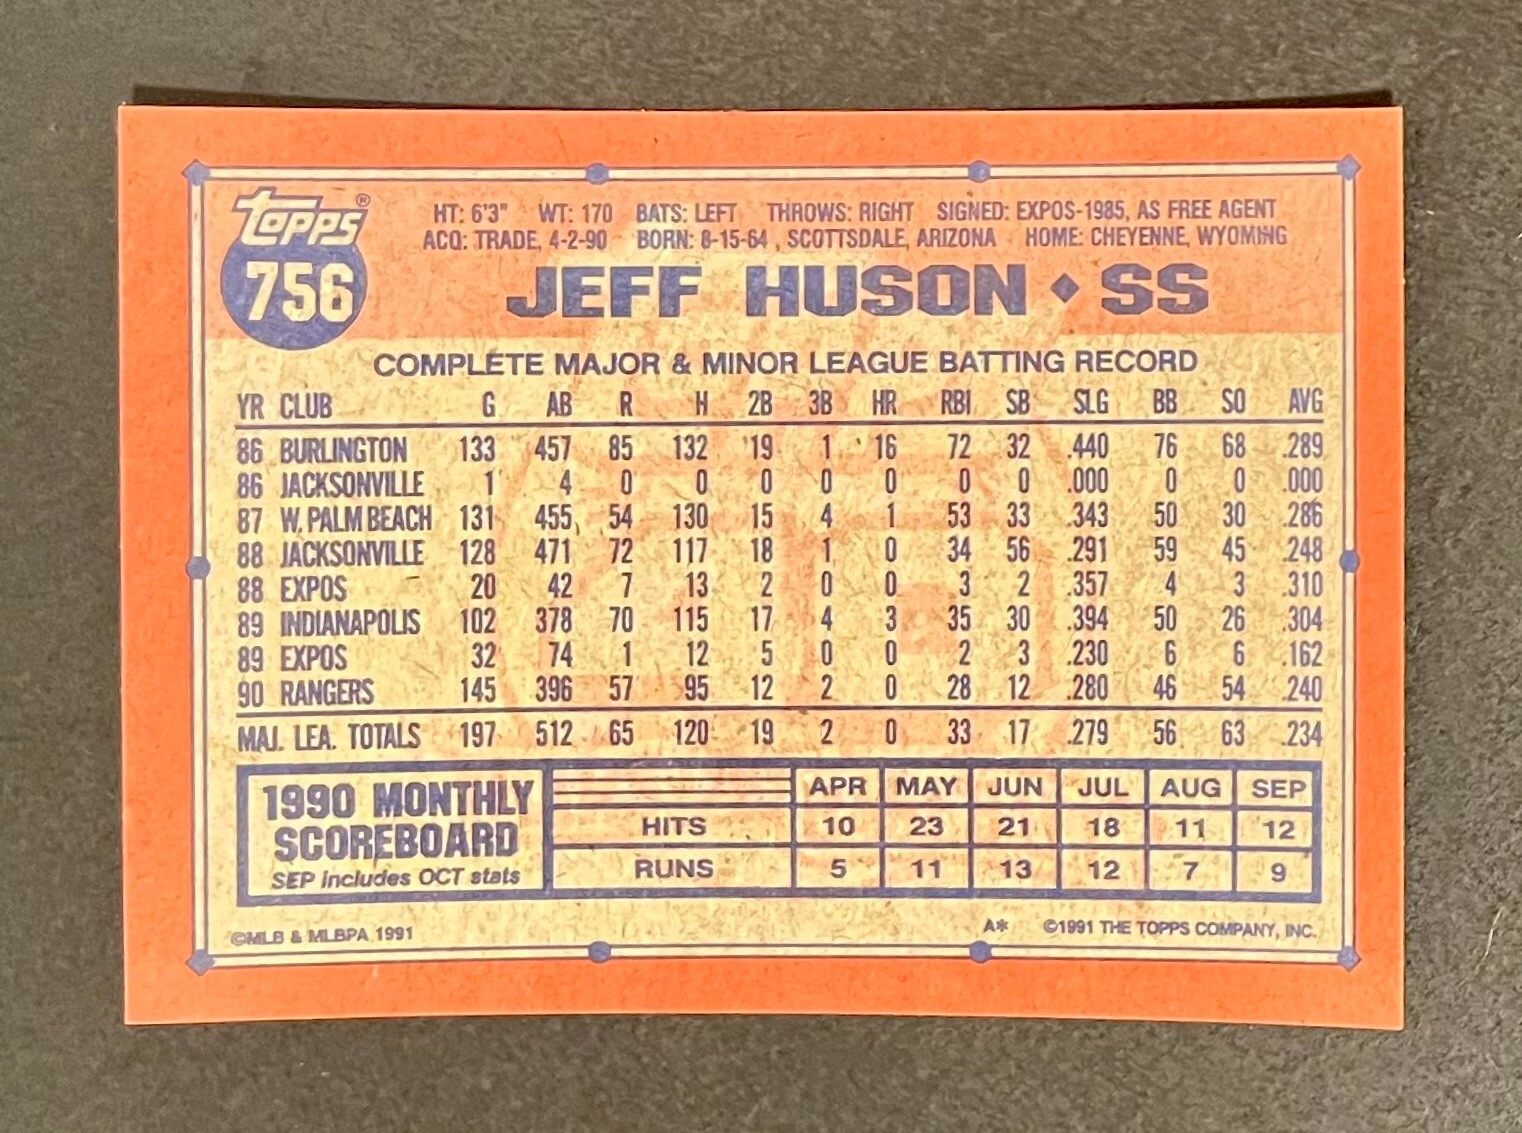 Topps®
756
HT: 6'3" WT: 170 BATS: LEFT THROWS: RIGHT SIGNED: EXPOS-1985, AS FREE AGENT
ACQ: TRADE, 4-2-90 BORN: 8-15-64 , SCOTTSDALE, ARIZONA HOME: CHEYENNE, WYOMING
JEFF HUSON ♦ SS
COMPLETE MAJOR & MINOR LEAGUE BATTING RECORD
YR CLUB G AB R H 2B 3B HR RBI SB SLG BB SO AVG
86 BURLINGTON 133 457 85 132 19 1 16 72 32 .440 76 68 .289
86 JACKSONVILLE 1 4 0 0 0 0 0 0 0 .000 0 0 .000
87 W. PALM BEACH 131 455 54 130 15 4 1 53 33 .343 50 30 .286
88 JACKSONVILLE 128 471 72 117 18 1 0 34 56 .291 59 45 .248
88 EXPOS 20 42 7 13 2 0 0 3 2 .357 4 3 .310
89 INDIANAPOLIS 102 378 70 115 17 4 3 35 30 .394 50 26 .304
89 EXPOS 32 74 1 12 5 0 0 2 3 .230 6 6 .162
90 RANGERS 145 396 57 95 12 2 0 28 12 .280 46 54 .240
MAJ. LEA. TOTALS 197 512 65 120 19 2 0 33 17 .279 56 63 .234
1990 MONTHLY
SCOREBOARD
SEP includes OCT stats
APR MAY JUN JUL AUG SEP
HITS 10 23 21 18 11 12
RUNS 5 11 13 12 7 9
©MLB & MLBPA 1991
A* ©1991 THE TOPPS COMPANY, INC.